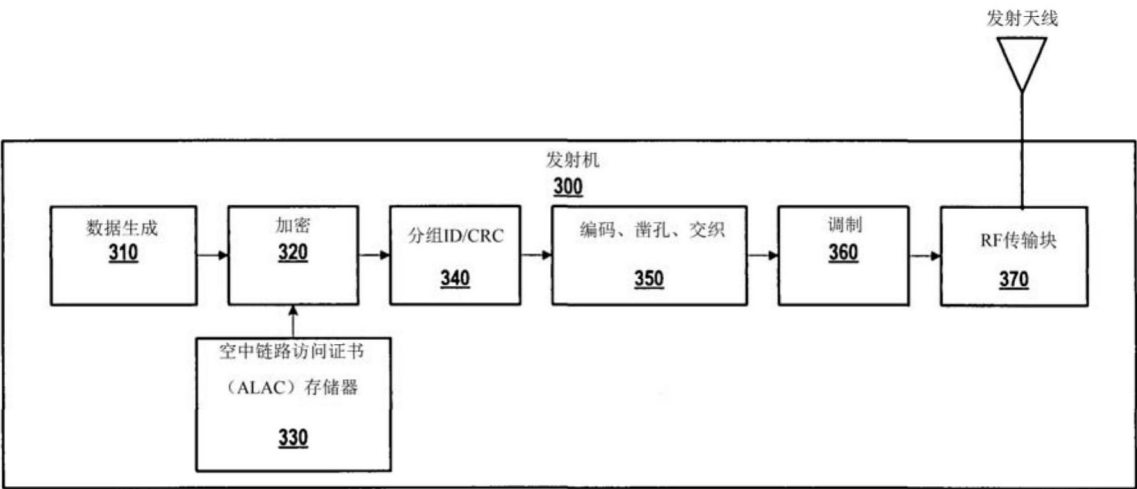 发射天线
发射机
300
数据生成
310
加密
320
分组ID/CRC
340
编码、凿孔、交织
350
调制
360
RF传输块
370
空中链路访问证书
（ALAC）存储器
330